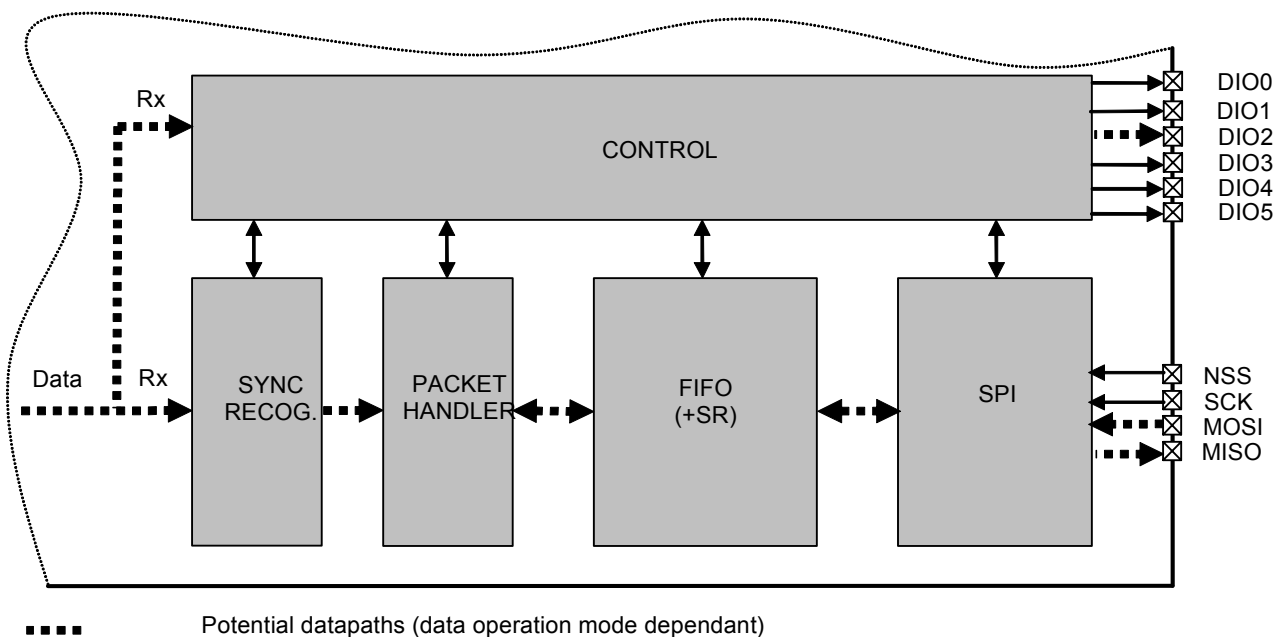 Rx
CONTROL
DIO0
DIO1
DIO2
DIO3
DIO4
DIO5
Data
Rx
SYNC
RECOG.
PACKET
HANDLER
FIFO
(+SR)
SPI
NSS
SCK
MOSI
MISO
Potential datapaths (data operation mode dependant)